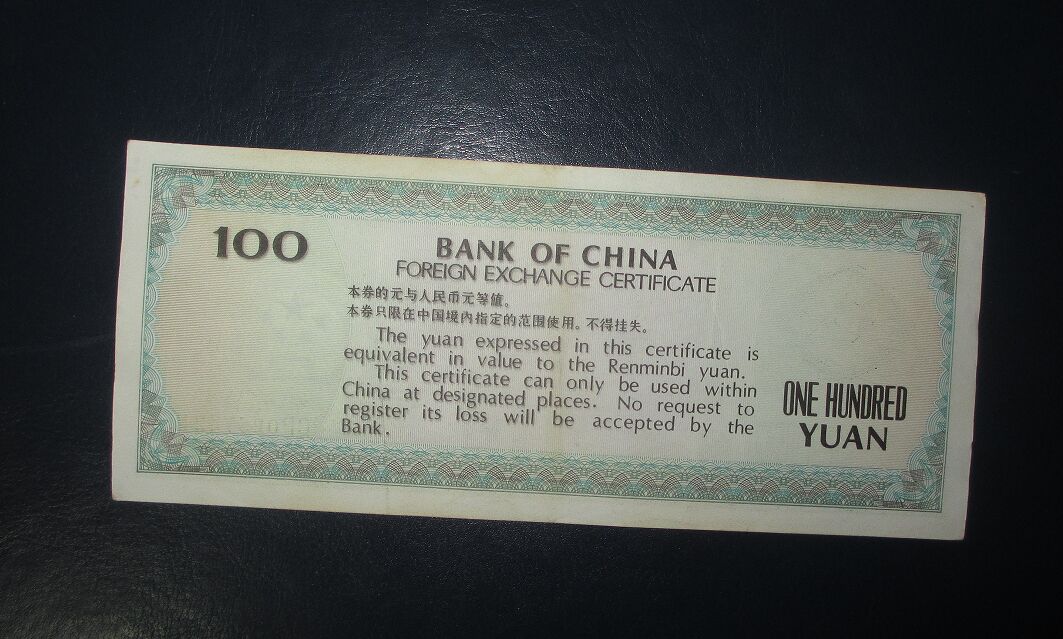 100
BANK OF CHINA
FOREIGN EXCHANGE CERTIFICATE
本券的元与人民币元等值。
本券只限在中国境内指定的范围使用。不得挂失。
The yuan expressed in this certificate is
equivalent in value to the Renminbi yuan.
This certificate can only be used within
China at designated places. No request to
register its loss will be accepted by the
Bank.
ONE HUNDRED
YUAN